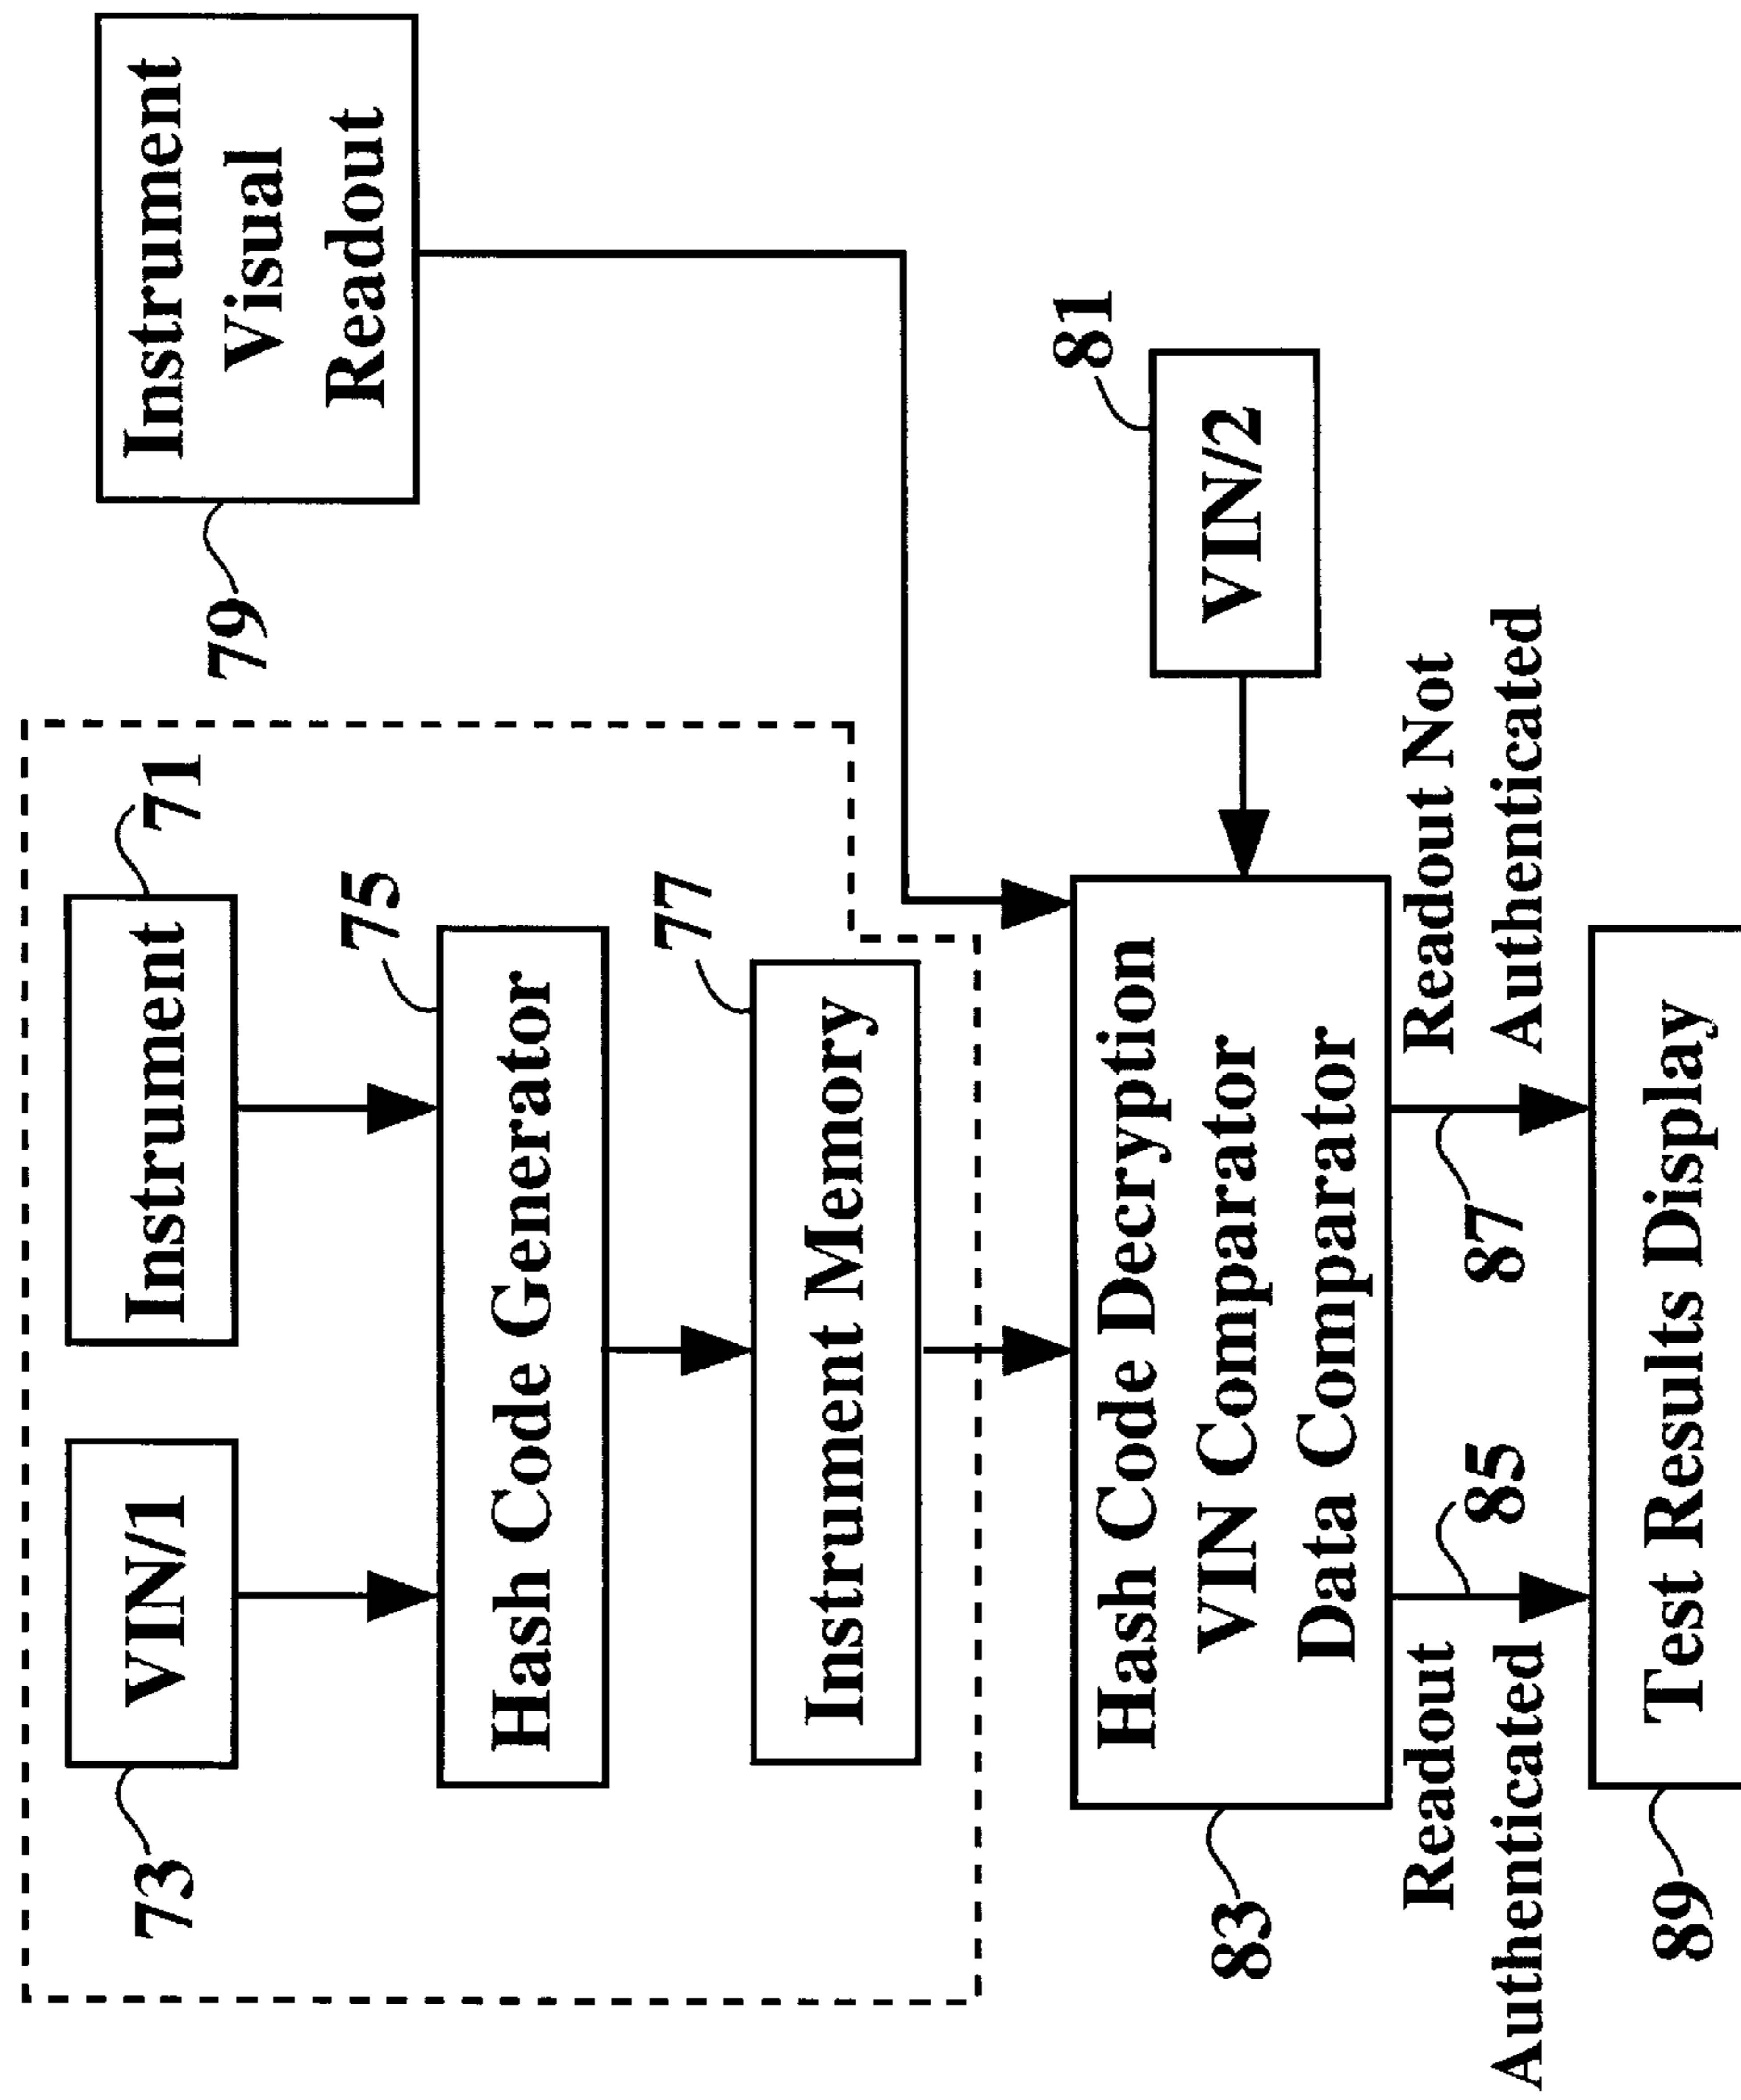 73
VIN/1
Instrument
71
Instrument
Visual
Readout
79
75
Hash Code Generator
77
Instrument Memory
81
VIN/2
83
Hash Code Decryption
VIN Comparator
Data Comparator
Readout
Authenticated
85
87
Readout Not
Authenticated
89
Test Results Display